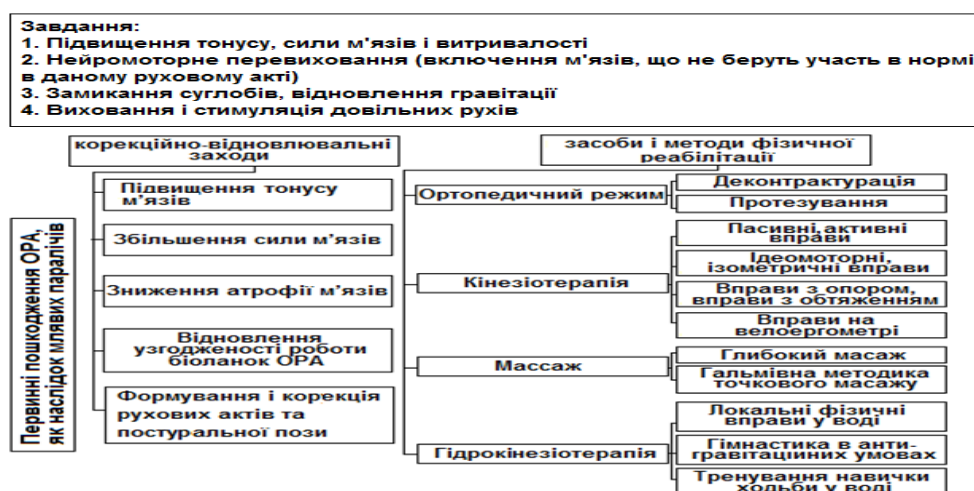 Завдання:
1. Підвищення тонусу, сили м'язів і витривалості
2. Нейромоторне перевиховання (включення м'язів, що не беруть участь в нормі
в даному руховому акті)
3. Замикання суглобів, відновлення гравітації
4. Виховання і стимуляція довільних рухів
корекційно-відновлювальні
заходи
засоби і методи фізичної
реабілітації
Первинні пошкодження ОРА,
як наслідок млявих паралічів
Підвищення тонусу
м’язів
Збільшення сили м’язів
Зниження атрофії м’язів
Відновлення
узгодженості роботи
біоланок ОРА
Формування і корекція
рухових актів та
постуральної пози
Ортопедичний режим
Деконтрактурація
Протезування
Кінезіотерапія
Пасивні,активні
вправи
Ідеомоторні,
ізометричні вправи
Вправи з опором,
вправи з обтяженням
Вправи на
велоергометрі
Массаж
Глибокий масаж
Гальмівна методика
точкового масажу
Гідрокінезіотерапія
Локальні фізичні
вправи у воді
Гімнастика в анти-
гравітаційних умовах
Тренування навички
ходьби у воді